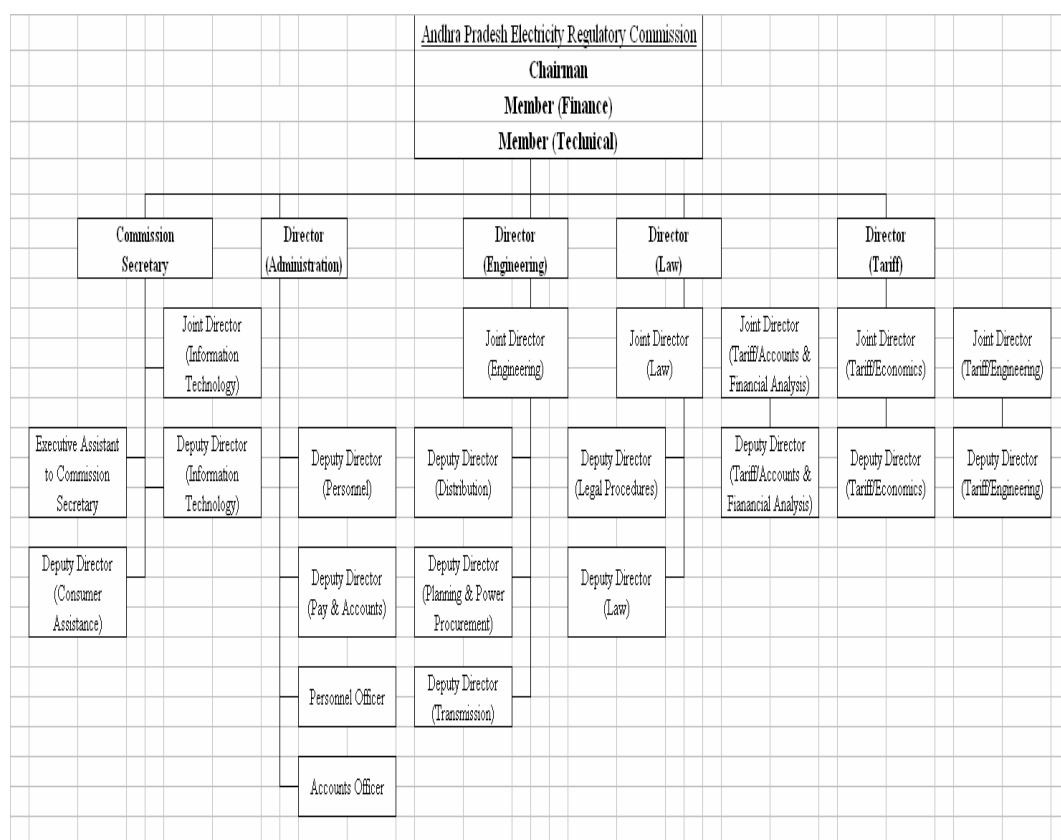 Andhra Pradesh Electricity Regulatory Commission
Chairman
Member (Finance)
Member (Technical)
Commission
Secretary
Director
(Administration)
Director
(Engineering)
Director
(Law)
Director
(Tariff)
Joint Director
(Information
Technology)
Joint Director
(Engineering)
Joint Director
(Law)
Joint Director
(Tariff/Accounts &
Financial Analysis)
Joint Director
(Tariff/Economics)
Joint Director
(Tariff/Engineering)
Executive Assistant
to Commission
Secretary
Deputy Director
(Information
Technology)
Deputy Director
(Personnel)
Deputy Director
(Distribution)
Deputy Director
(Legal Procedures)
Deputy Director
(Tariff/Accounts &
Fianancial Analysis)
Deputy Director
(Tariff/Economics)
Deputy Director
(Tariff/Engineering)
Deputy Director
(Consumer
Assistance)
Deputy Director
(Pay & Accounts)
Deputy Director
(Planning & Power
Procurement)
Deputy Director
(Law)
Personnel Officer
Deputy Director
(Transmission)
Accounts Officer